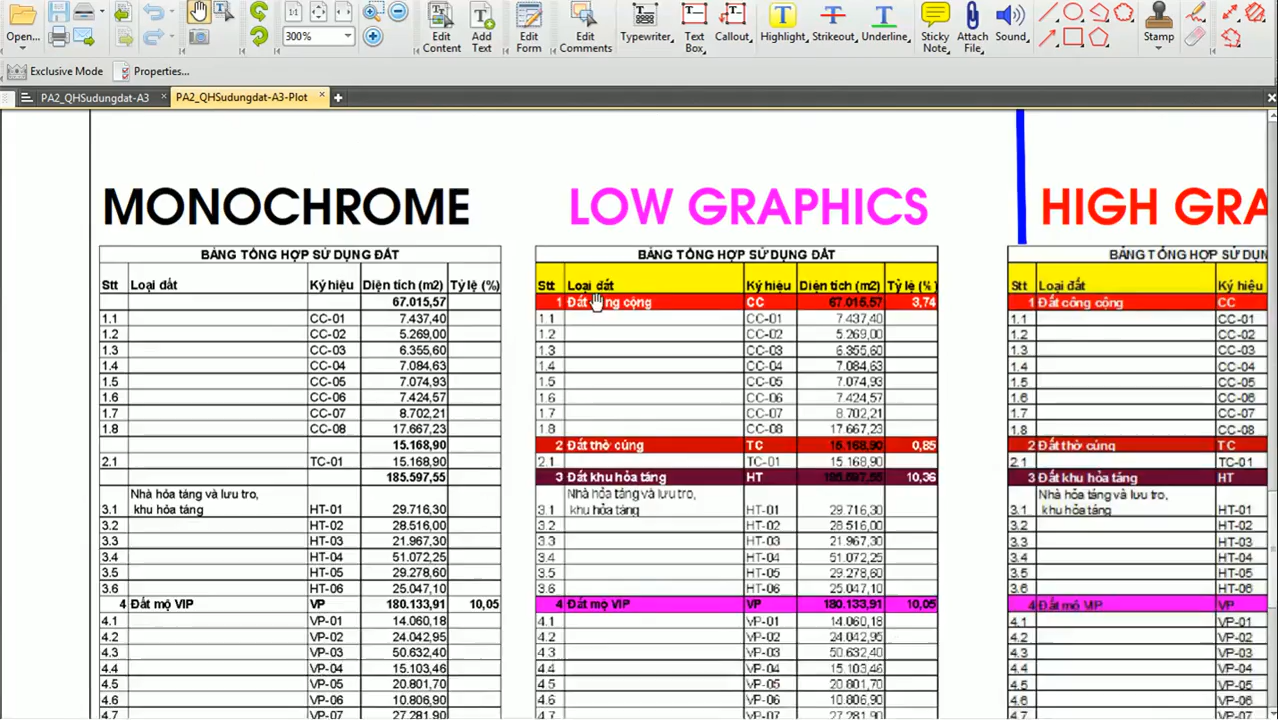 Open...
300%
Edit Content
Add Text
Edit Form
Edit Comments
Typewriter
Text Box
Callout
Highlight
Strikeout
Underline
Sticky Note
Attach File
Sound
Stamp
Exclusive Mode Properties...
PA2_QHSudungdat-A3 PA2_QHSudungdat-A3-Plot
MONOCHROME
BẢNG TỔNG HỢP SỬ DỤNG ĐẤT
Stt Loại đất Ký hiệu Diện tích (m2) Tỷ lệ (%)
67.015,57
1.1 CC-01 7.437,40
1.2 CC-02 5.269,00
1.3 CC-03 6.355,60
1.4 CC-04 7.084,63
1.5 CC-05 7.074,93
1.6 CC-06 7.424,57
1.7 CC-07 8.702,21
1.8 CC-08 17.667,23
15.168,90
2.1 TC-01 15.168,90
185.597,55
Nhà hỏa táng và lưu tro,
3.1 khu hỏa táng HT-01 29.716,30
3.2 HT-02 28.516,00
3.3 HT-03 21.967,30
3.4 HT-04 51.072,25
3.5 HT-05 29.278,60
3.6 HT-06 25.047,10
4 Đất mộ VIP VP 180.133,91 10,05
4.1 VP-01 14.060,18
4.2 VP-02 24.042,95
4.3 VP-03 50.632,40
4.4 VP-04 15.103,46
4.5 VP-05 20.801,70
4.6 VP-06 10.806,90
4.7 VP-07 27.281,90
LOW GRAPHICS
BẢNG TỔNG HỢP SỬ DỤNG ĐẤT
Stt Loại đất Ký hiệu Diện tích (m2) Tỷ lệ (%)
1 Đất cộng CC 67.015,57 3,74
1.1 CC-01 7.437,40
1.2 CC-02 5.269,00
1.3 CC-03 6.355,60
1.4 CC-04 7.084,63
1.5 CC-05 7.074,93
1.6 CC-06 7.424,57
1.7 CC-07 8.702,21
1.8 CC-08 17.667,23
2 Đất thờ cúng TC 15.168,90 0,85
2.1 TC-01 15.168,90
3 Đất khu hỏa táng HT 185.597,55 10,36
Nhà hỏa táng và lưu tro,
3.1 khu hỏa táng HT-01 29.716,30
3.2 HT-02 28.516,00
3.3 HT-03 21.967,30
3.4 HT-04 51.072,25
3.5 HT-05 29.278,60
3.6 HT-06 25.047,10
4 Đất mộ VIP VP 180.133,91 10,05
4.1 VP-01 14.060,18
4.2 VP-02 24.042,95
4.3 VP-03 50.632,40
4.4 VP-04 15.103,46
4.5 VP-05 20.801,70
4.6 VP-06 10.806,90
4.7 VP-07 27.281,90
HIGH GRA
BẢNG TỔNG HỢP SỬ DỤN
Stt Loại đất Ký hiệu
1 Đất công cộng CC
1.1 CC-01
1.2 CC-02
1.3 CC-03
1.4 CC-04
1.5 CC-05
1.6 CC-06
1.7 CC-07
1.8 CC-08
2 Đất thờ cúng TC
2.1 TC-01
3 Đất khu hỏa táng HT
Nhà hỏa táng và lưu tro,
3.1 khu hỏa táng HT-01
3.2 HT-02
3.3 HT-03
3.4 HT-04
3.5 HT-05
3.6 HT-06
4 Đất mộ VIP VP
4.1 VP-01
4.2 VP-02
4.3 VP-03
4.4 VP-04
4.5 VP-05
4.6 VP-06
4.7 VP-07